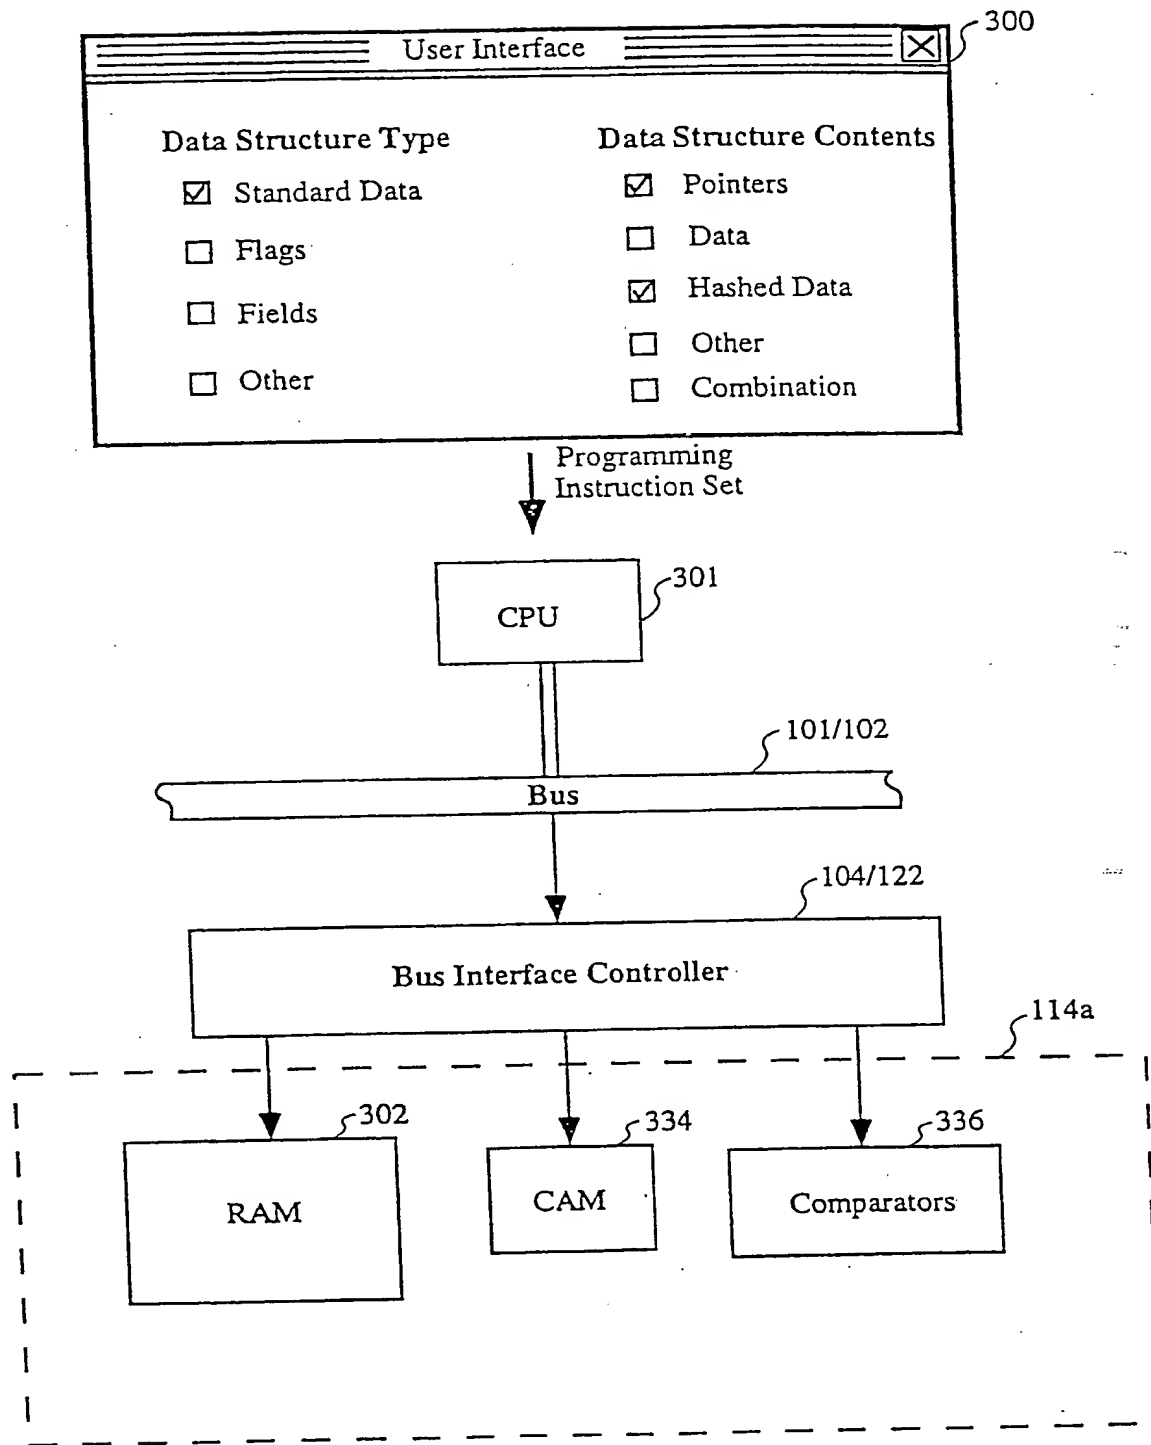 300
User Interface
Data Structure Type
Data Structure Contents
Standard Data
Flags
Fields
Other
Pointers
Data
Hashed Data
Other
Combination
Programming
Instruction Set
CPU
301
101/102
Bus
104/122
Bus Interface Controller
114a
302
334
336
RAM
CAM
Comparators